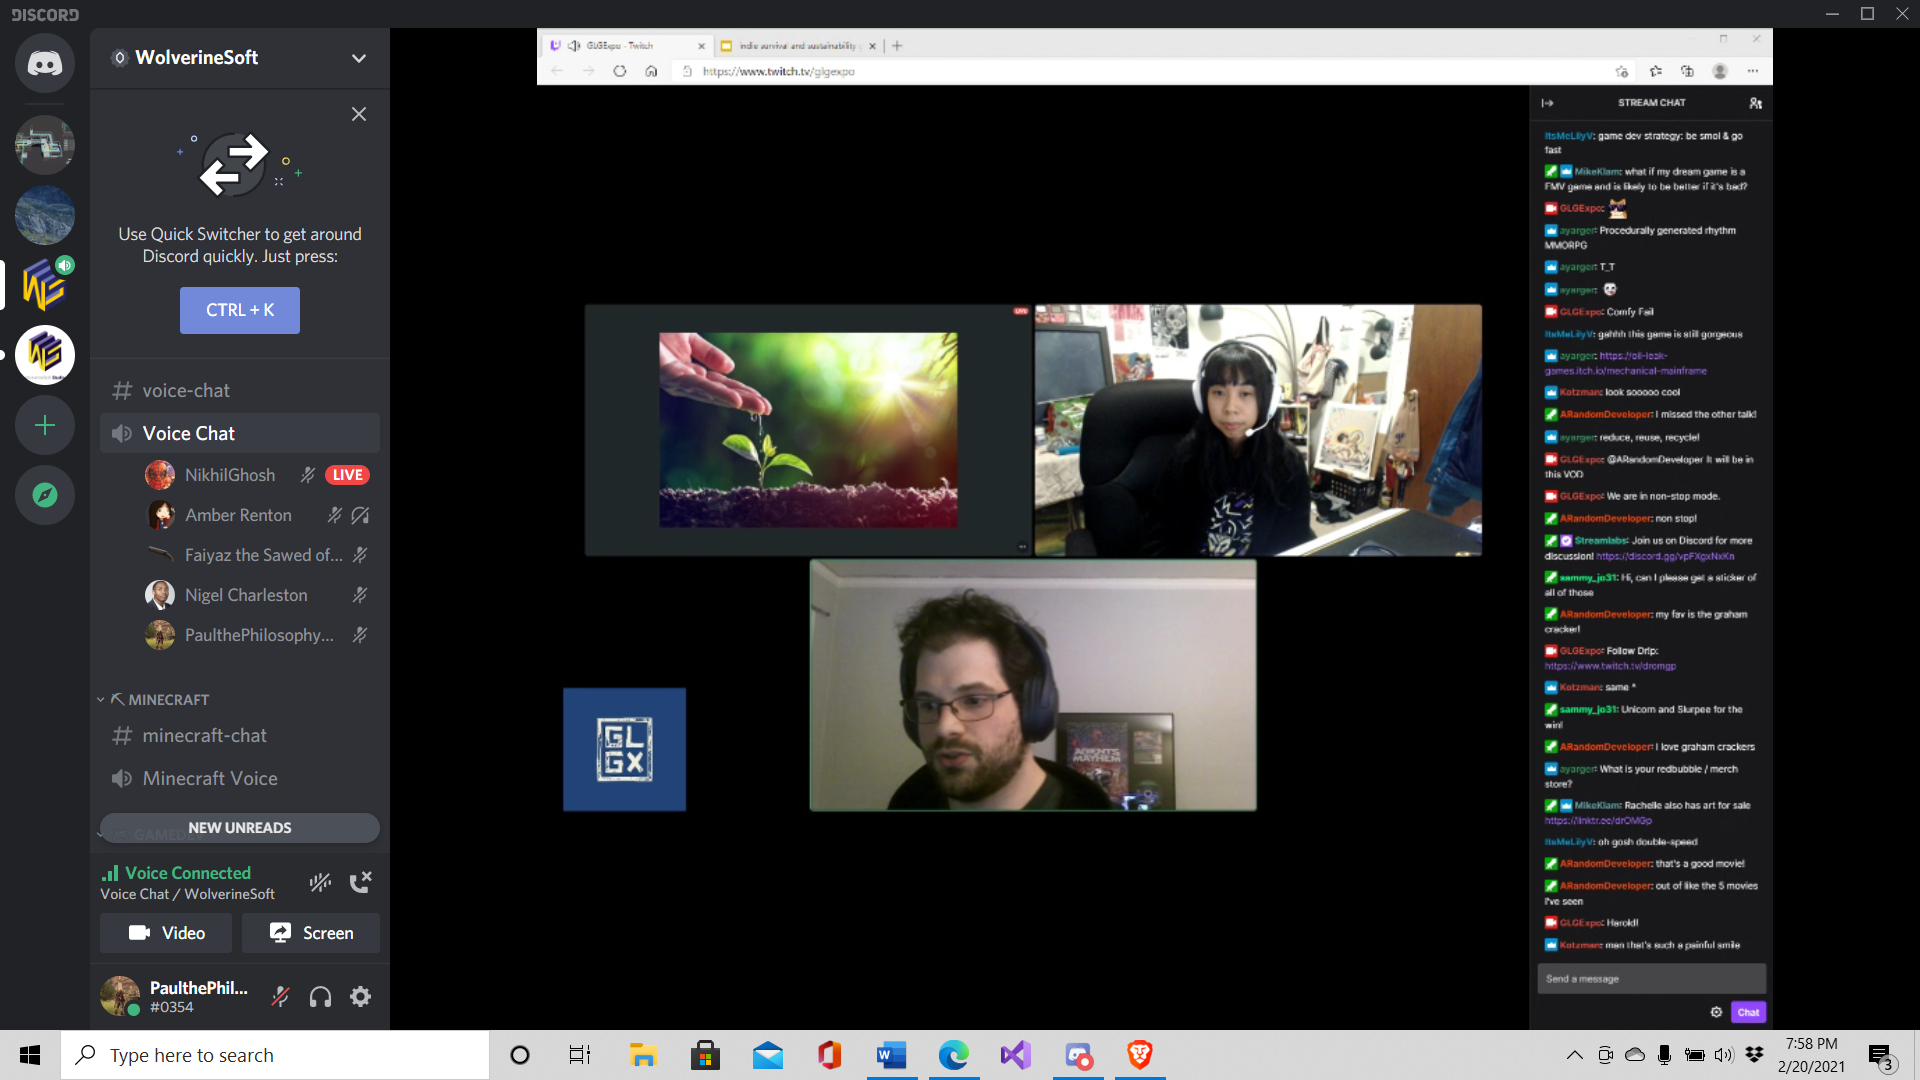 DISCORD
WolverineSoft
Use Quick Switcher to get around
Discord quickly. Just press:
CTRL + K
voice-chat
Voice Chat
NikhilGhosh
LIVE
Amber Renton
Faiyaz the Sawed of...
Nigel Charleston
PaulthePhilosophy...
MINECRAFT
minecraft-chat
Minecraft Voice
NEW UNREADS
Voice Connected
Voice Chat / WolverineSoft
Video
Screen
PaulthePhil...
#0354
GLGExpo - Twitch
indie survival and sustainability
https://www.twitch.tv/glgexpo
LIVE
GL
GX
AGENTS
MAYHEM
STREAM CHAT
ItsMeLilyV: game dev strategy: be smol & go
fast
MikeKlam: what if my dream game is a
FMV game and is likely to be better if it's bad?
GLGExpo:
ayarger: Procedurally generated rhythm
MMORPG
ayarger: T_T
ayarger:
GLGExpo: Comfy Fail
ItsMeLilyV: gahhh this game is still gorgeous
ayarger: https://oil-leak-
games.itch.io/mechanical-mainframe
Kotzman: look sooooo cool
ARandomDeveloper: I missed the other talk!
ayarger: reduce, reuse, recycle!
GLGExpo: @ARandomDeveloper It will be in
this VOD
GLGExpo: We are in non-stop mode.
ARandomDeveloper: non stop!
Streamlabs: Join us on Discord for more
discussion! https://discord.gg/vpFXgxNxKn
sammy_jo31: Hi, can I please get a sticker of
all of those
ARandomDeveloper: my fav is the graham
cracker!
GLGExpo: Follow Drip:
https://www.twitch.tv/dromgp
Kotzman: same ^
sammy_jo31: Unicorn and Slurpee for the
win!
ARandomDeveloper: I love graham crackers
ayarger: What is your redbubble / merch
store?
MikeKlam: Rachelle also has art for sale
https://linktr.ee/drOMGp
ItsMeLilyV: oh gosh double-speed
ARandomDeveloper: that's a good movie!
ARandomDeveloper: out of like the 5 movies
I've seen
GLGExpo: Harold!
Kotzman: man that's such a painful smile
Send a message
Chat
Type here to search
7:58 PM
2/20/2021
3